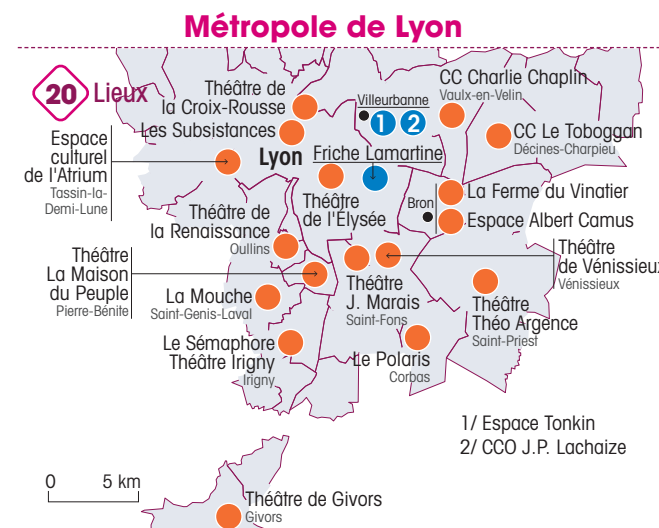 Métropole de Lyon
20 Lieux
Théâtre de
la Croix-Rousse
Les Subsistances
Villeurbanne
1 2
CC Charlie Chaplin
Vaulx-en-Velin
CC Le Toboggan
Décines-Charpieu
Espace
culturel
de l'Atrium
Tassin-la-
Demi-Lune
Lyon
Friche Lamartine
Théâtre
de l'Élysée
Bron
La Ferme du Vinatier
Espace Albert Camus
Théâtre de
la Renaissance
Oullins
Théâtre
La Maison
du Peuple
Pierre-Bénite
La Mouche
Saint-Genis-Laval
Théâtre
J. Marais
Saint-Fons
Théâtre
de Vénissieux
Vénissieux
Théâtre
Théo Argence
Saint-Priest
Le Sémaphore
Théâtre Irigny
Irigny
Le Polaris
Corbas
1/ Espace Tonkin
2/ CCO J.P. Lachaize
0 5 km
Théâtre de Givors
Givors